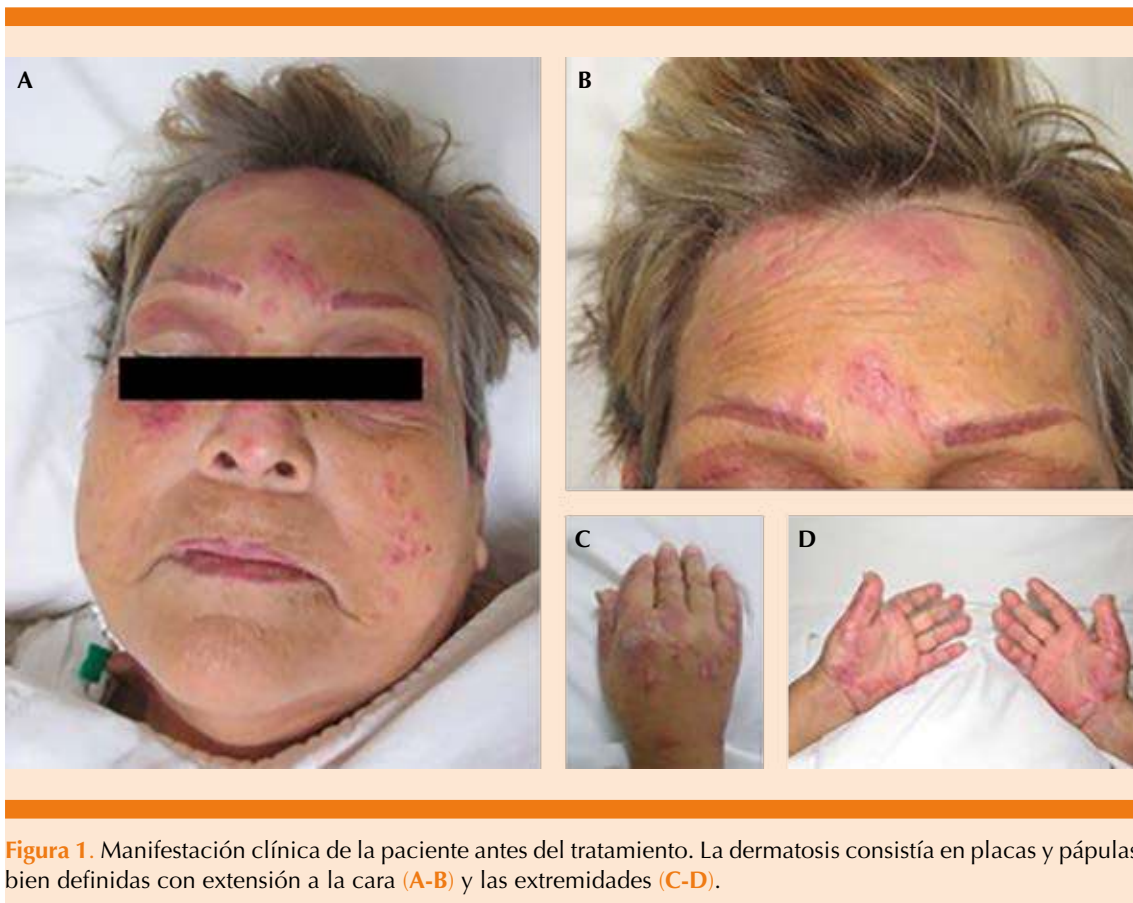 A
B
C
D
Figura 1. Manifestación clínica de la paciente antes del tratamiento. La dermatosis consistía en placas y pápulas
bien definidas con extensión a la cara (A-B) y las extremidades (C-D).